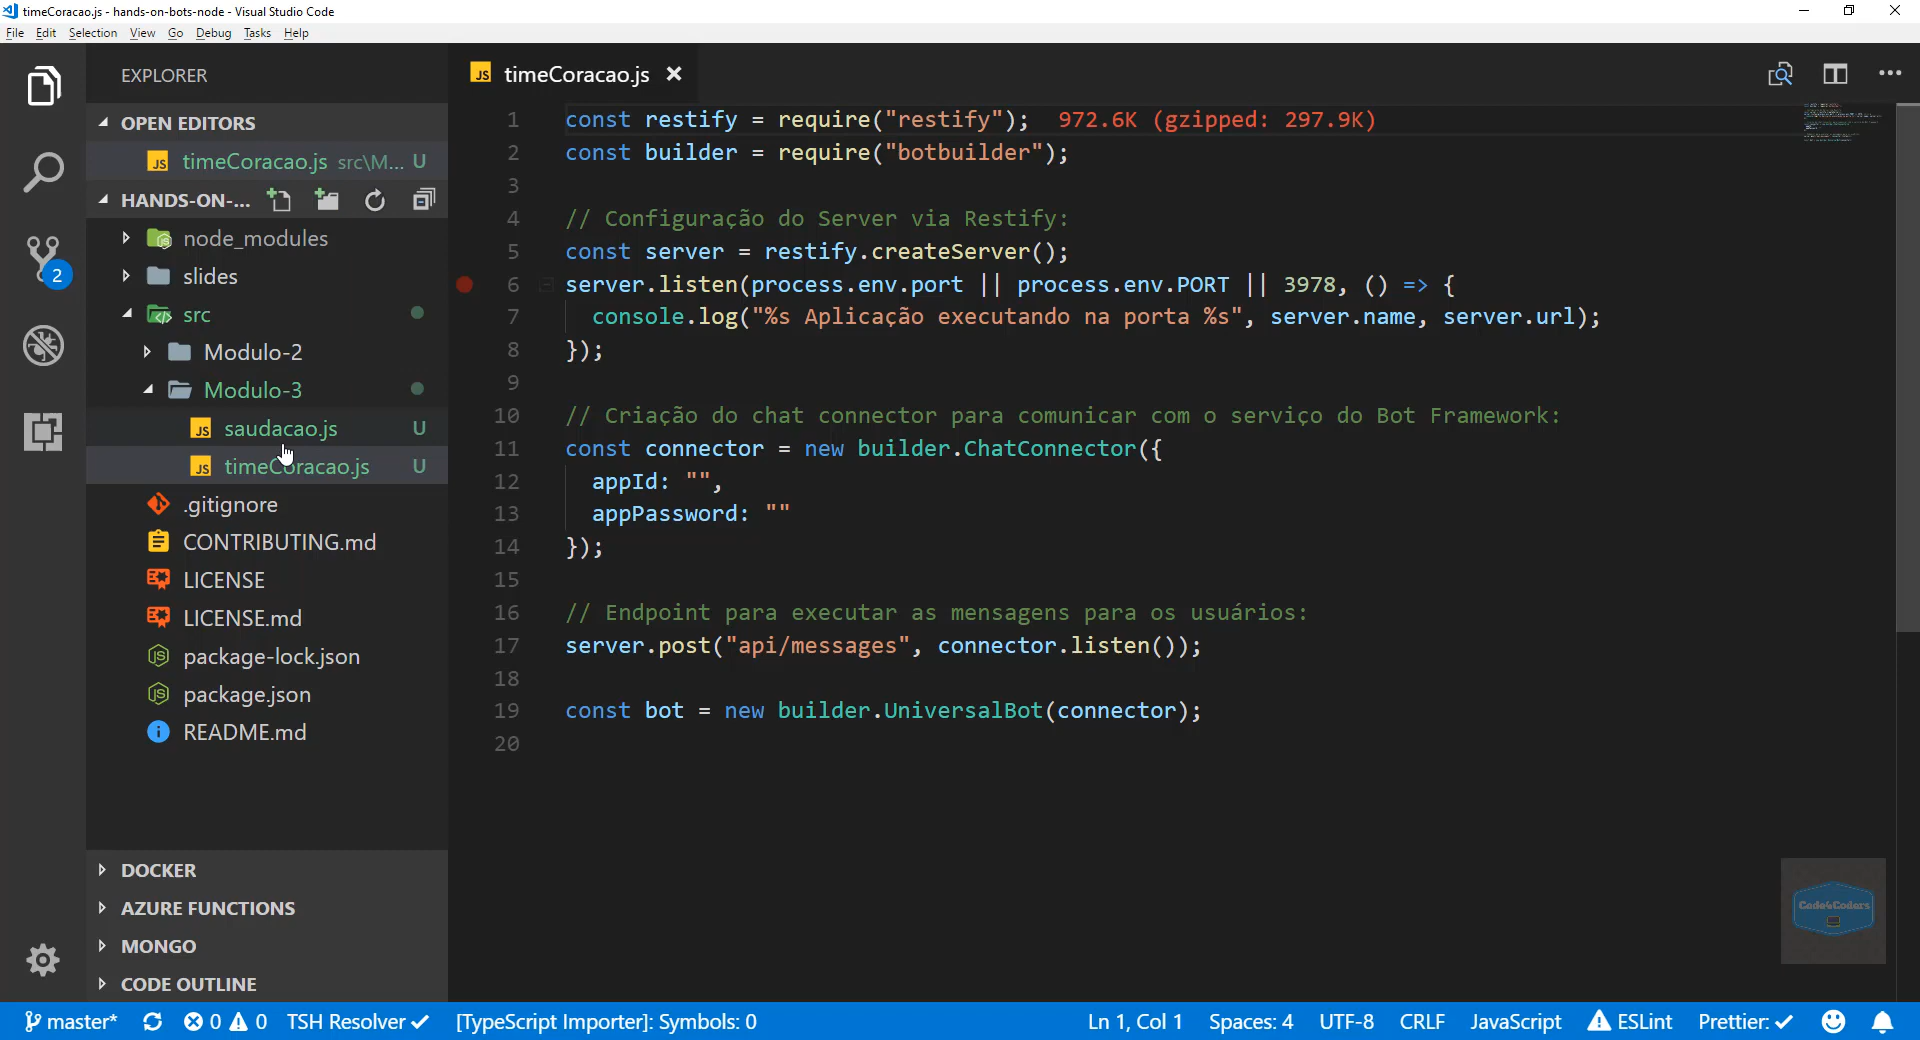 timeCoracao.js - hands-on-bots-node - Visual Studio Code
File Edit Selection View Go Debug Tasks Help
EXPLORER
OPEN EDITORS
JS timeCoracao.js src\M... U
HANDS-ON-...
node_modules
slides
src
Modulo-2
Modulo-3
JS saudacao.js U
JS timeCoracao.js U
.gitignore
CONTRIBUTING.md
LICENSE
LICENSE.md
package-lock.json
package.json
README.md
DOCKER
AZURE FUNCTIONS
MONGO
CODE OUTLINE
2
JS timeCoracao.js
1 const restify = require("restify"); 972.6K (gzipped: 297.9K)
2 const builder = require("botbuilder");
3
4 // Configuração do Server via Restify:
5 const server = restify.createServer();
6 server.listen(process.env.port || process.env.PORT || 3978, () => {
7 console.log("%s Aplicação executando na porta %s", server.name, server.url);
8 });
9
10 // Criação do chat connector para comunicar com o serviço do Bot Framework:
11 const connector = new builder.ChatConnector({
12 appId: "",
13 appPassword: ""
14 });
15
16 // Endpoint para executar as mensagens para os usuários:
17 server.post("api/messages", connector.listen());
18
19 const bot = new builder.UniversalBot(connector);
20
Code4Coders
master* 0 0 TSH Resolver [TypeScript Importer]: Symbols: 0 Ln 1, Col 1 Spaces: 4 UTF-8 CRLF JavaScript ESLint Prettier: